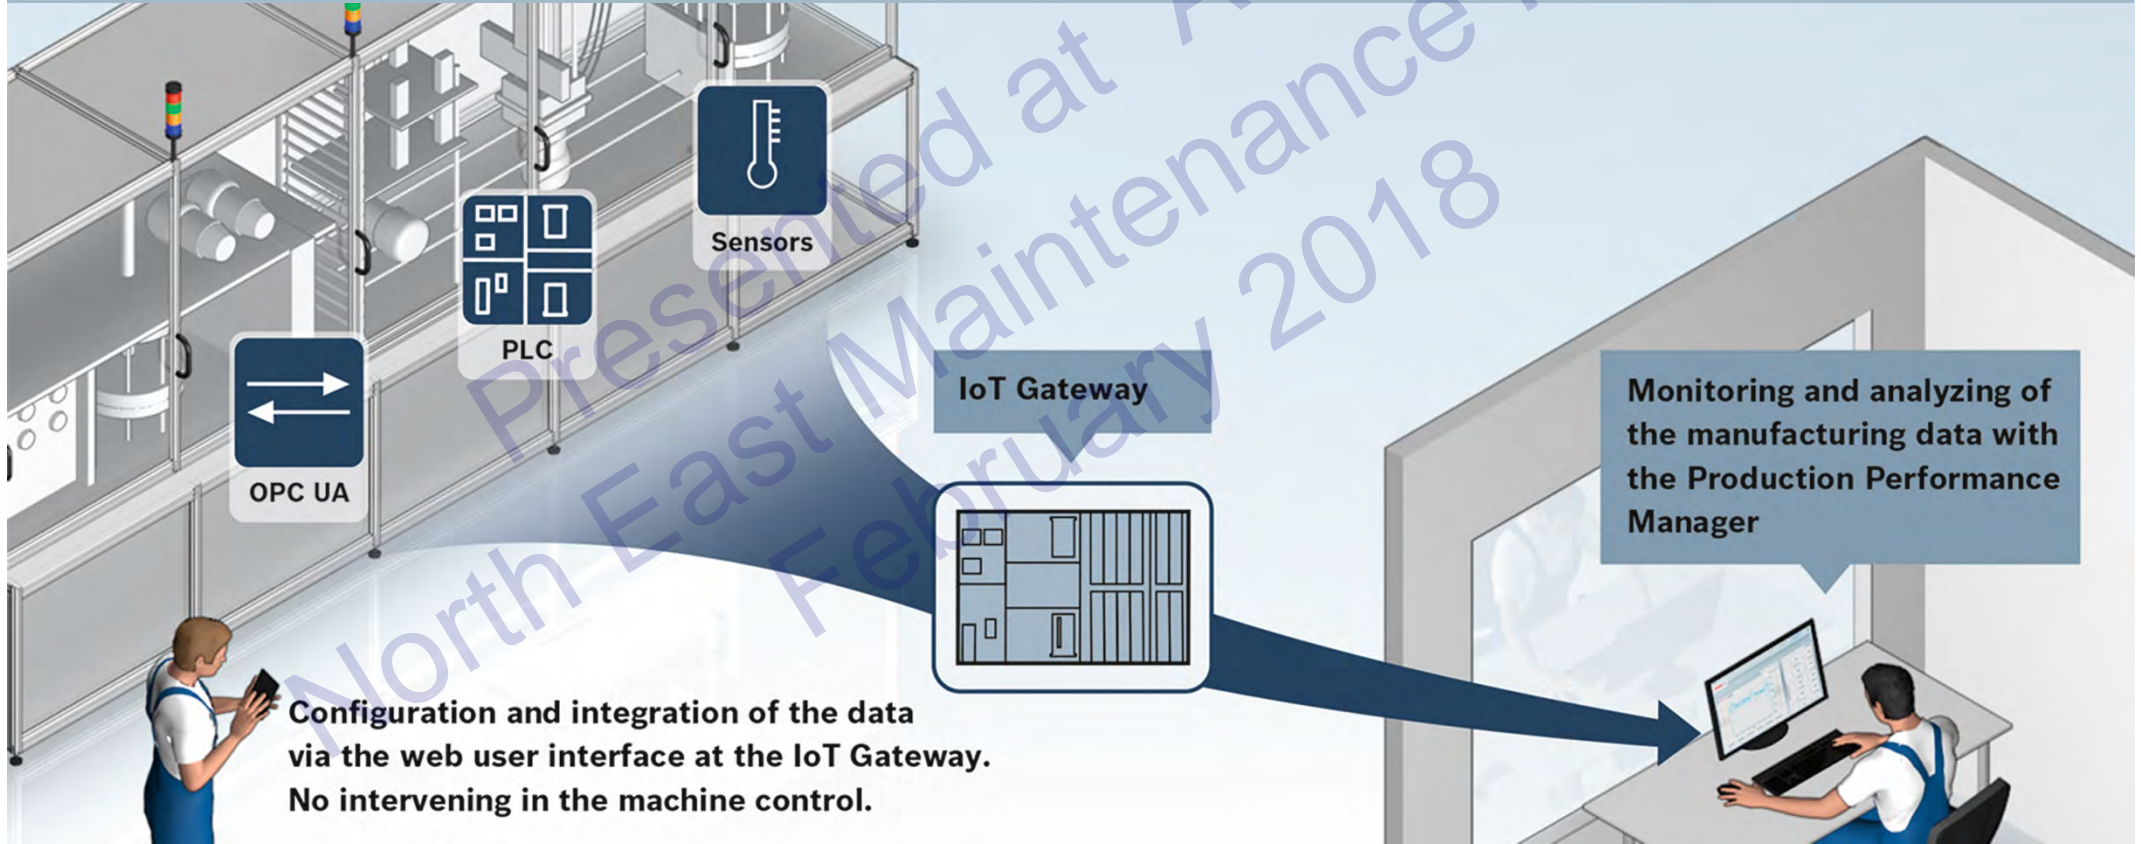 Sensors
PLC
OPC UA
IoT Gateway
Monitoring and analyzing of
the manufacturing data with
the Production Performance
Manager
Configuration and integration of the data
via the web user interface at the IoT Gateway.
No intervening in the machine control.
Presented at
North East Maintenance
February 2018